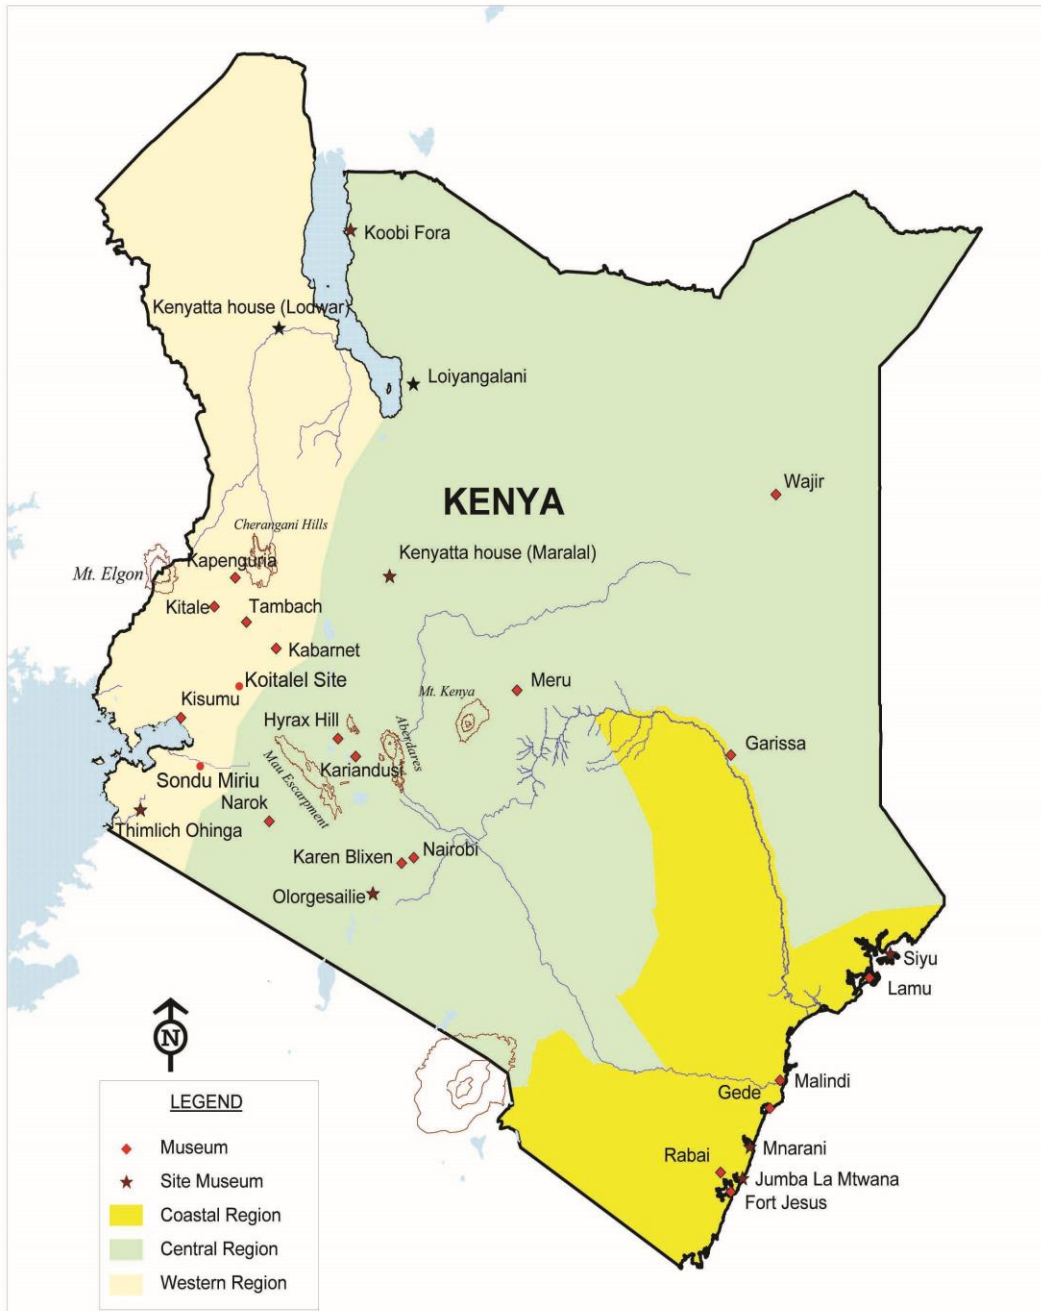 Koobi Fora
Kenyatta house (Lodwar)
Loiyangalani
Wajir
KENYA
Cherangani Hills
Kenyatta house (Maralal)
Kapenguria
Mt. Elgon
Kitale
Tambach
Kabarnet
Koitalel Site
Meru
Mt. Kenya
Kisumu
Hyrax Hill
Aberdares
Garissa
Kariandusi
Mau Escarpment
Sondu Miriu
Narok
Thimlich Ohinga
Nairobi
Karen Blixen
Olorgesailie
Siyu
Lamu
N
Malindi
Gede
Mnarani
Rabai
Jumba La Mtwana
Fort Jesus
LEGEND
Museum
Site Museum
Coastal Region
Central Region
Western Region